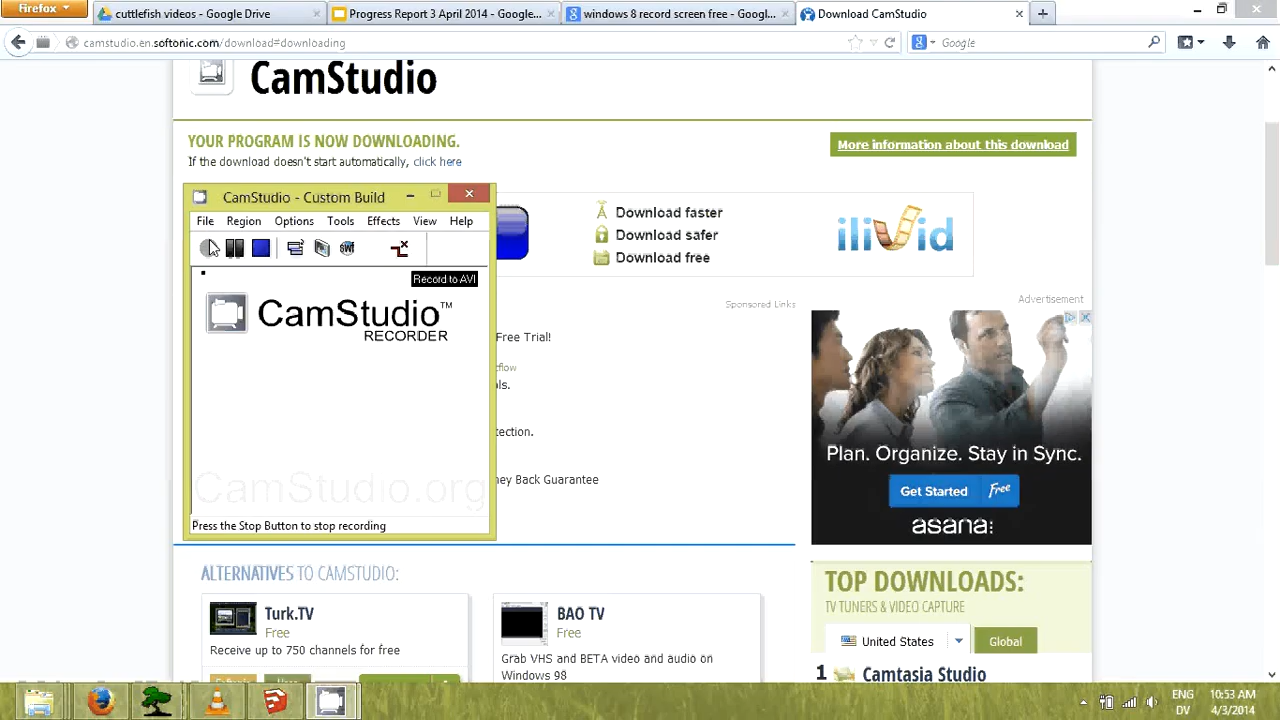 Firefox
cuttlefish videos - Google Drive
Progress Report 3 April 2014 - Google...
windows 8 record screen free - Goog...
Download CamStudio
camstudio.en.softonic.com/download=downloading
Google
CamStudio
YOUR PROGRAM IS NOW DOWNLOADING.
If the download doesn't start automatically, click here
More information about this download
CamStudio - Custom Build
File Region Options Tools Effects View Help
Record to AVI
CamStudio™
RECORDER
CamStudio.org
Press the Stop Button to stop recording
Download faster
Download safer
Download free
ilivid
Sponsored Links
Free Trial!
Money Back Guarantee
Advertisement
Plan. Organize. Stay in Sync.
Get Started Free
asana:
ALTERNATIVES TO CAMSTUDIO:
Turk.TV
Free
Receive up to 750 channels for free
BAO TV
Free
Grab VHS and BETA video and audio on
Windows 98
TOP DOWNLOADS:
TV TUNERS & VIDEO CAPTURE
United States
Global
1 Camtasia Studio
ENG
DV
10:53 AM
4/3/2014